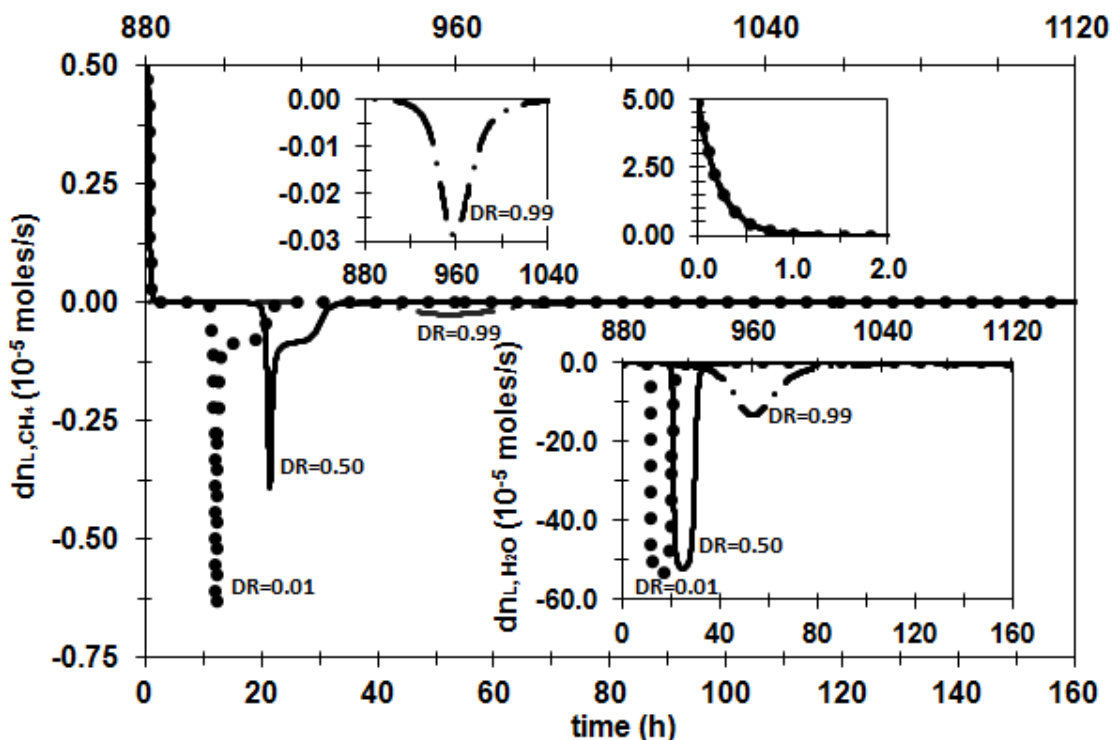 880 960 1040 1120
0.50
0.25
0.00
-0.25
-0.50
-0.75
dnL,CH4 (10-5 moles/s)
0.00
-0.01
-0.02
-0.03
DR=0.99
880 960 1040
5.00
2.50
0.00
0.0 1.0 2.0
DR=0.99
DR=0.50
DR=0.01
880 960 1040 1120
0.0
-20.0
-40.0
-60.0
dnL,H2O (10-5 moles/s)
DR=0.99
DR=0.50
DR=0.01
0 40 80 120 160
0 20 40 60 80 100 120 140 160
time (h)